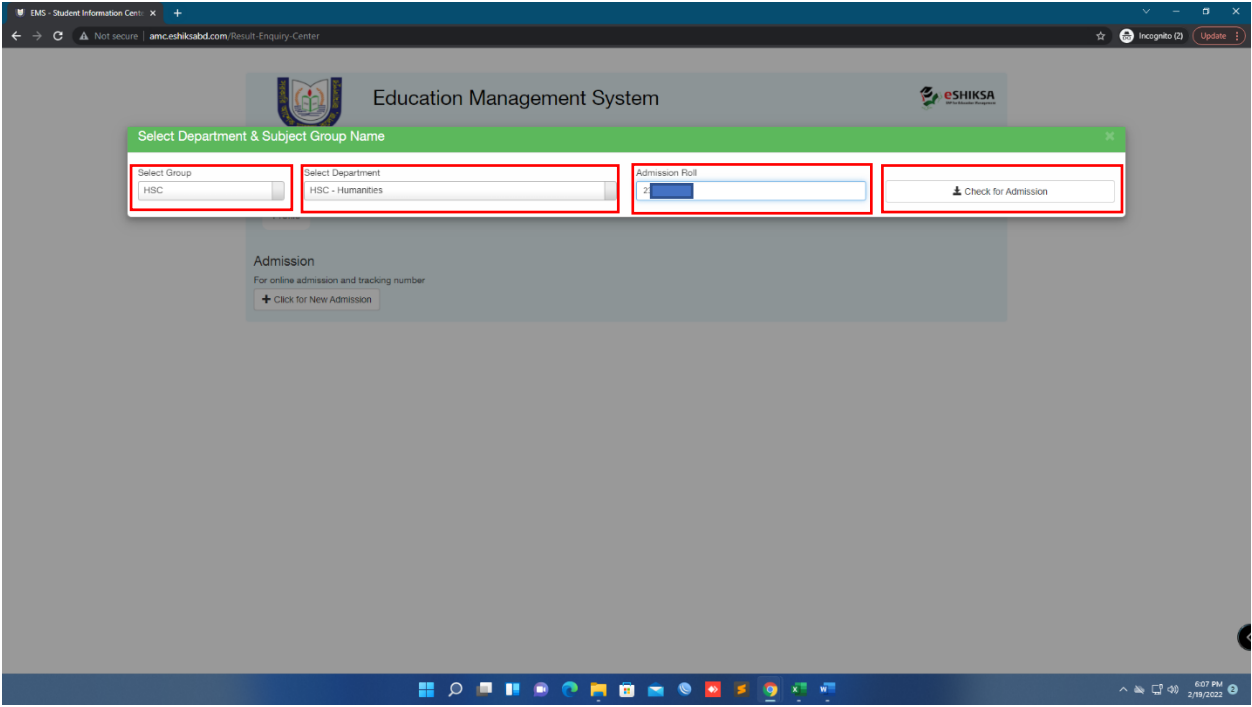 EMS - Student Information Cent
Not secure | amc.eshiksabd.com/Result-Enquiry-Center
Incognito (2)
Update
Education Management System
eSHIKSA
Select Department & Subject Group Name
Select Group
Select Department
Admission Roll
HSC
HSC - Humanities
Check for Admission
Admission
For online admission and tracking number
Click for New Admission
6:07 PM
2/19/2022
2